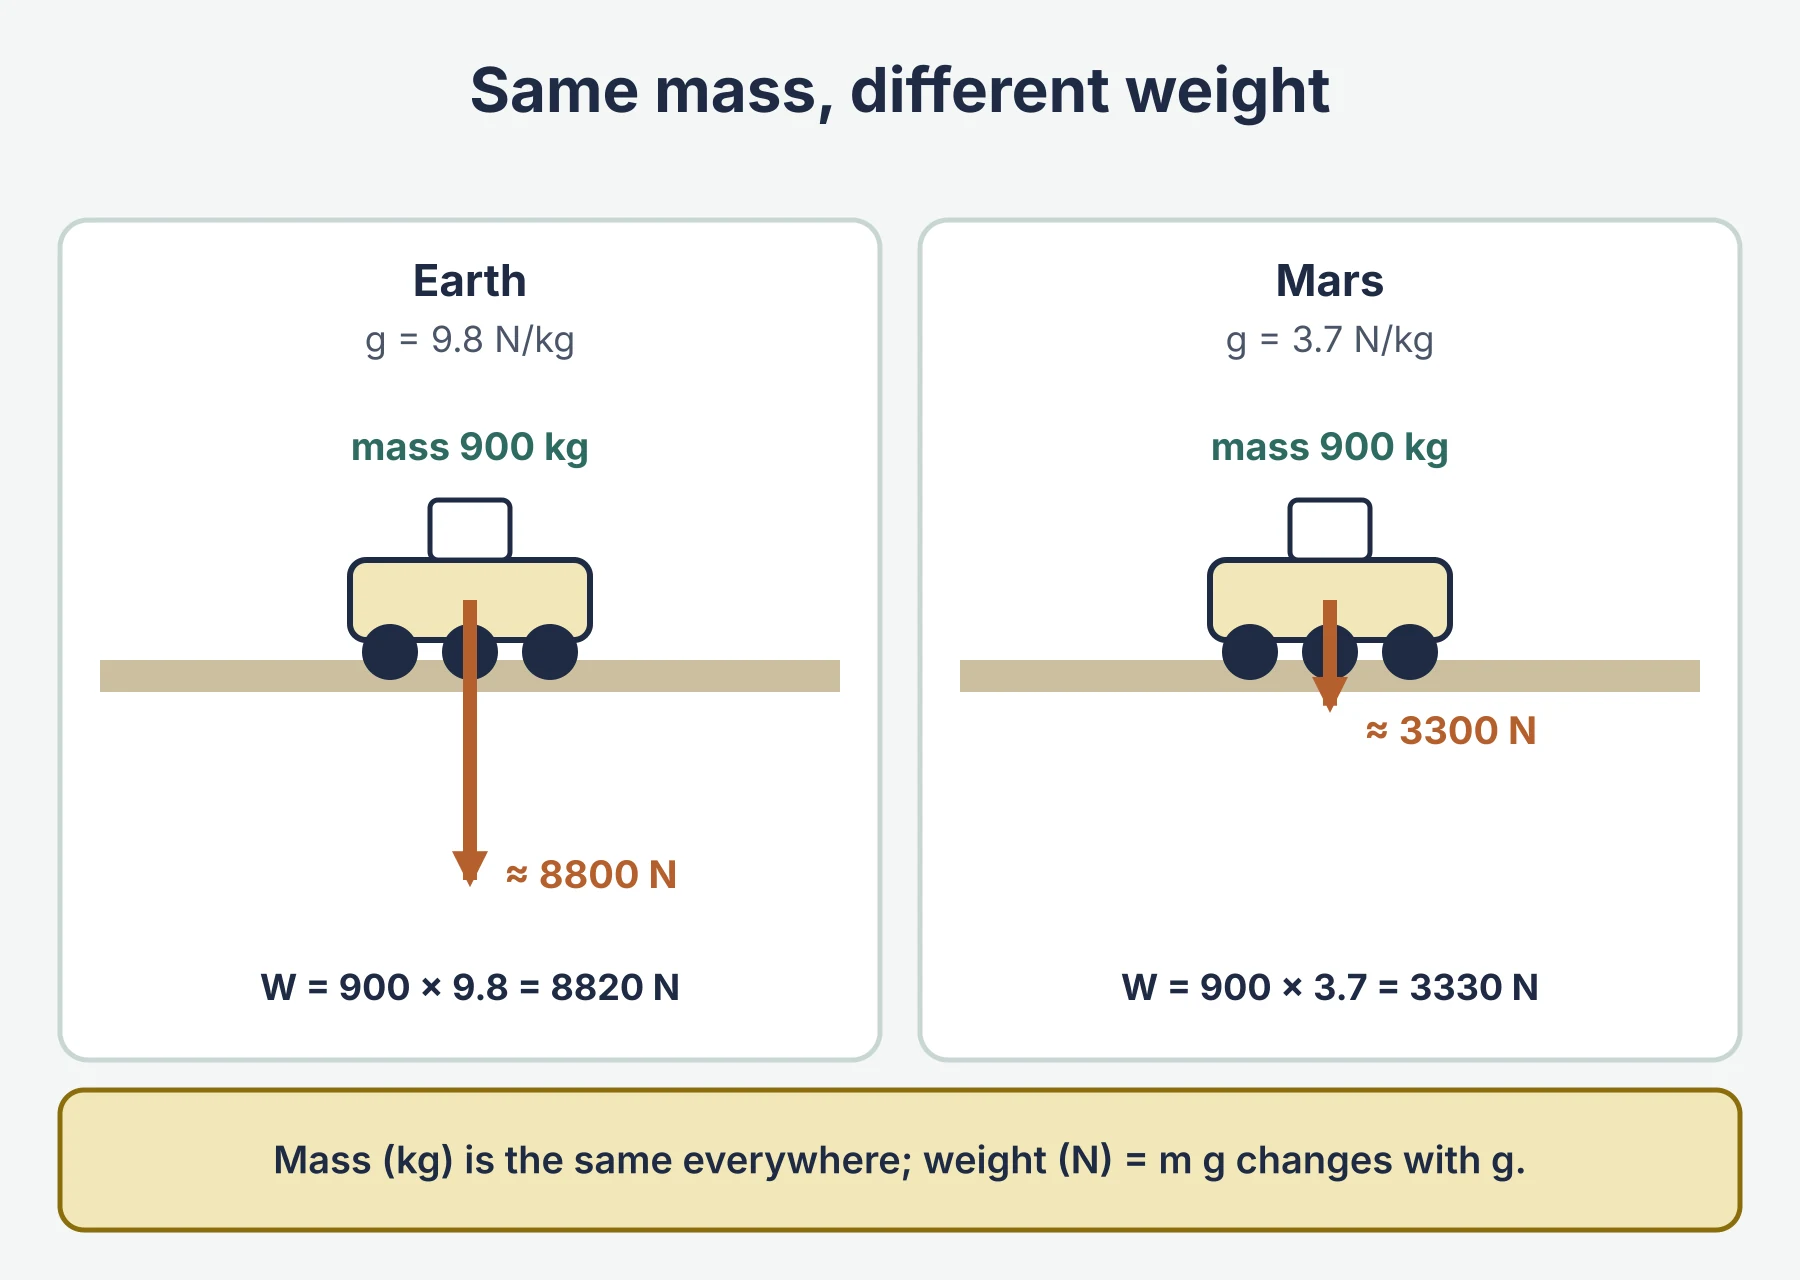 Same mass, different weight
Earth
g = 9.8 N/kg
mass 900 kg
≈ 8800 N
W = 900 × 9.8 = 8820 N
Mars
g = 3.7 N/kg
mass 900 kg
≈ 3300 N
W = 900 × 3.7 = 3330 N
Mass (kg) is the same everywhere; weight (N) = m g changes with g.